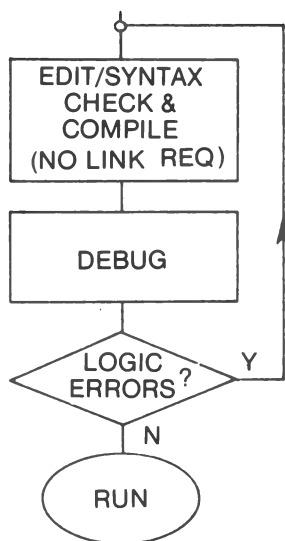 EDIT/SYNTAX
CHECK &
COMPILE
(NO LINK REQ)
DEBUG
LOGIC
ERRORS?
Y
N
RUN